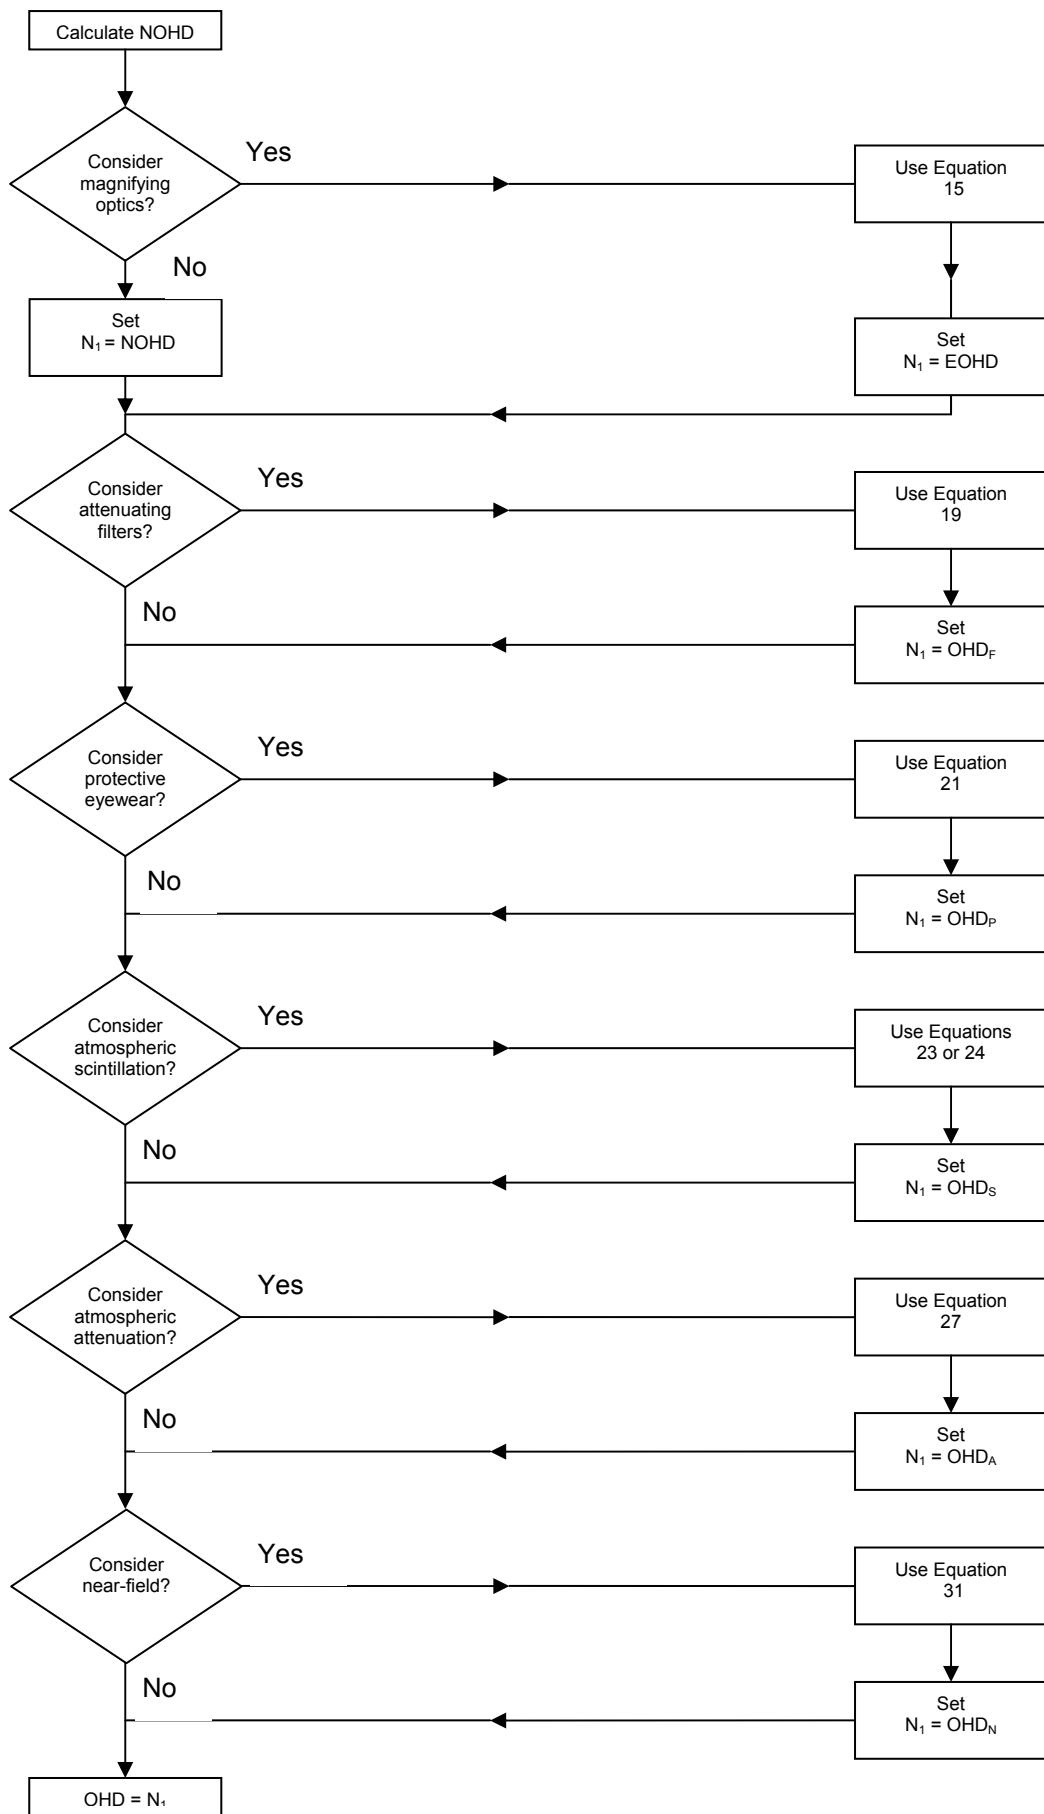 Calculate NOHD
Consider
magnifying
optics?
Yes
Use Equation
15
No
Set
N₁ = NOHD
Set
N₁ = EOHD
Consider
attenuating
filters?
Yes
Use Equation
19
No
Set
N₁ = OHD_F
Consider
protective
eyewear?
Yes
Use Equation
21
No
Set
N₁ = OHD_P
Consider
atmospheric
scintillation?
Yes
Use Equations
23 or 24
No
Set
N₁ = OHD_S
Consider
atmospheric
attenuation?
Yes
Use Equation
27
No
Set
N₁ = OHD_A
Consider
near-field?
Yes
Use Equation
31
No
Set
N₁ = OHD_N
OHD = N₁